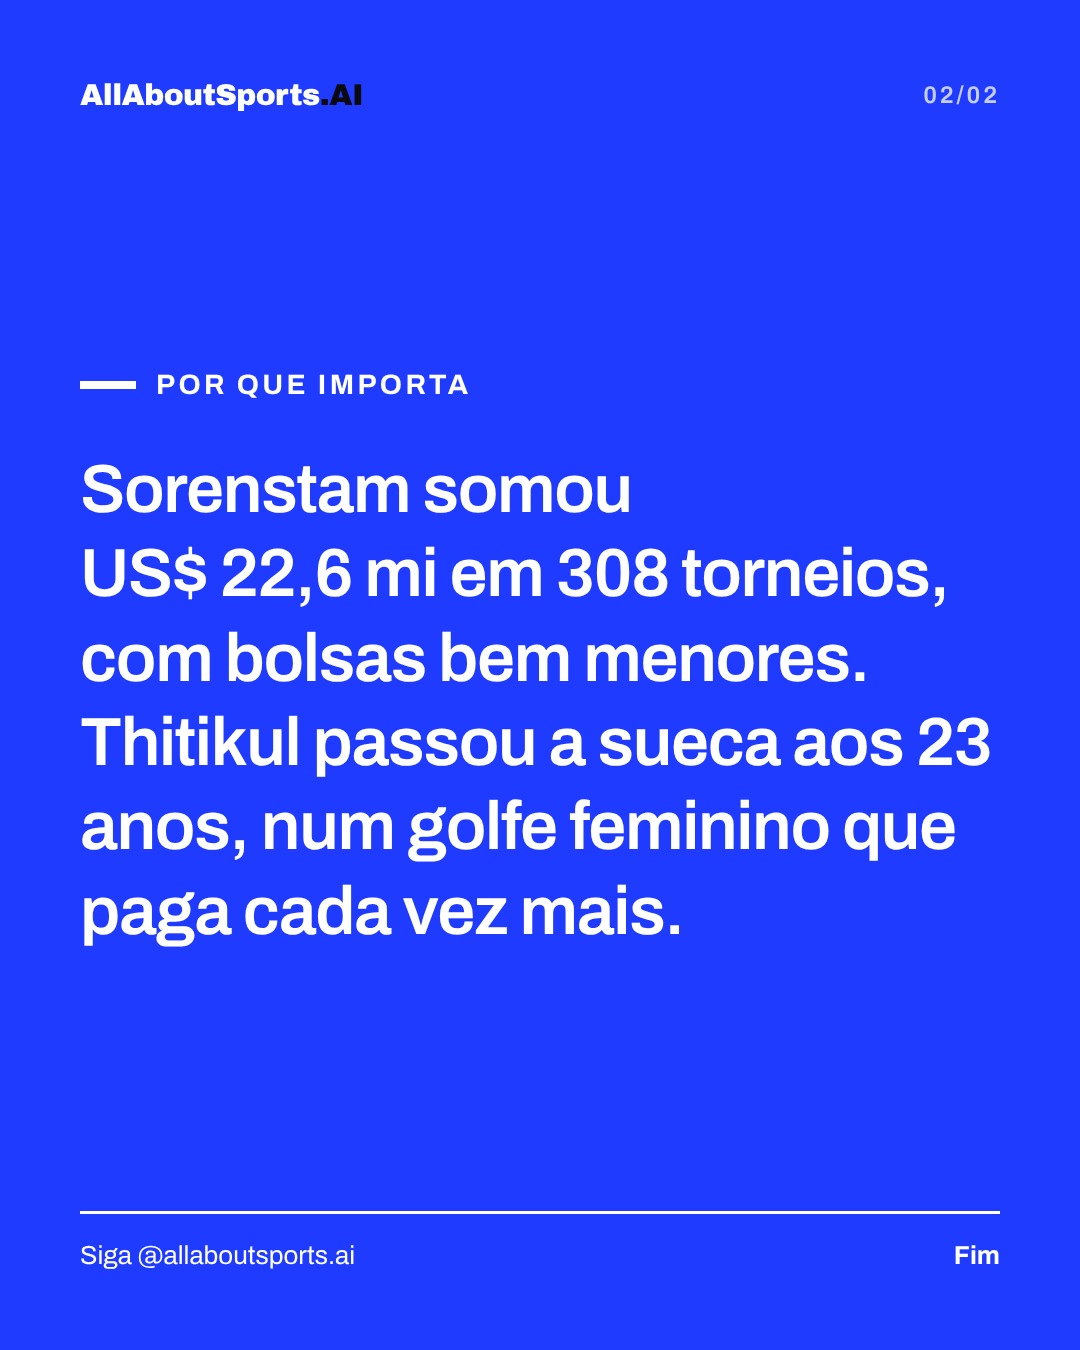 AllAboutSports.AI
02/02
POR QUE IMPORTA
Sorenstam somou
US$ 22,6 mi em 308 torneios,
com bolsas bem menores.
Thitikul passou a sueca aos 23
anos, num golfe feminino que
paga cada vez mais.
Siga @allaboutsports.ai
Fim